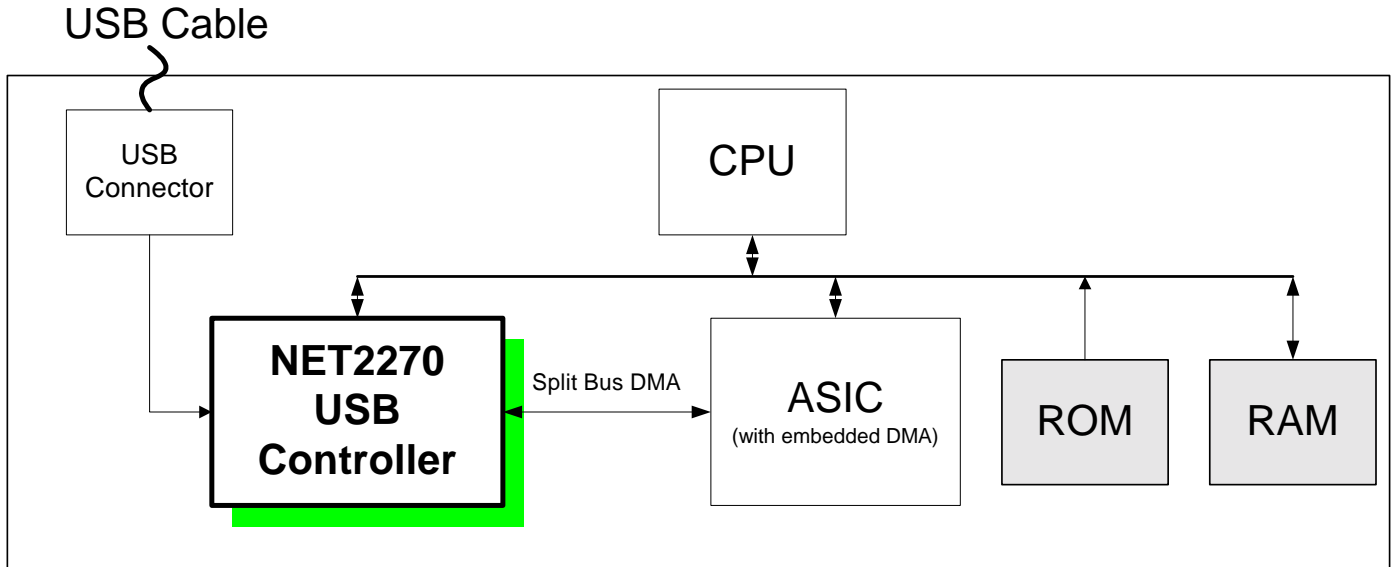 USB Cable
USB
Connector
CPU
NET2270
USB
Controller
Split Bus DMA
ASIC
(with embedded DMA)
ROM
RAM